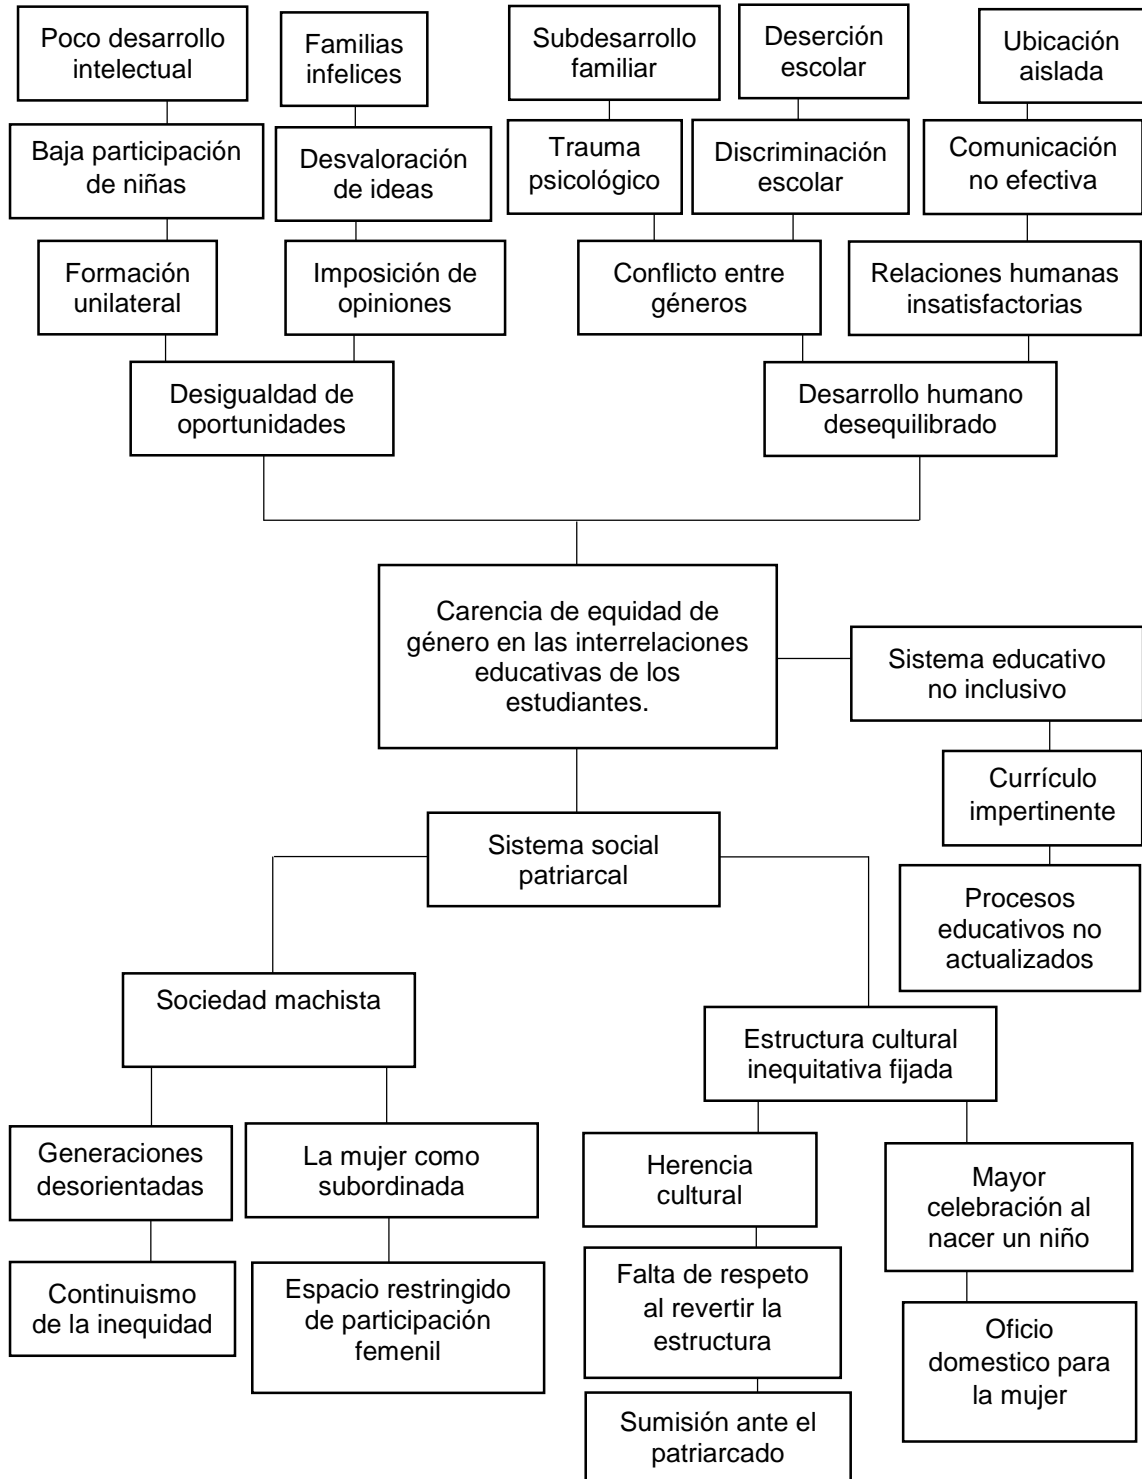 Poco desarrollo
intelectual
Familias
infelices
Subdesarrollo
familiar
Deserción
escolar
Ubicación
aislada
Baja participación
de niñas
Desvaloración
de ideas
Trauma
psicológico
Discriminación
escolar
Comunicación
no efectiva
Formación
unilateral
Imposición de
opiniones
Conflicto entre
géneros
Relaciones humanas
insatisfactorias
Desigualdad de
oportunidades
Desarrollo humano
desequilibrado
Carencia de equidad de
género en las interrelaciones
educativas de los
estudiantes.
Sistema educativo
no inclusivo
Currículo
impertinente
Procesos
educativos no
actualizados
Sistema social
patriarcal
Sociedad machista
Estructura cultural
inequitativa fijada
Generaciones
desorientadas
La mujer como
subordinada
Herencia
cultural
Mayor
celebración al
nacer un niño
Continuismo
de la inequidad
Espacio restringido
de participación
femenil
Falta de respeto
al revertir la
estructura
Oficio
domestico para
la mujer
Sumisión ante el
patriarcado